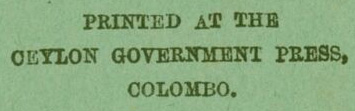 PRINTED AT THE
CEYLON GOVERNMENT PRESS,
COLOMBO.